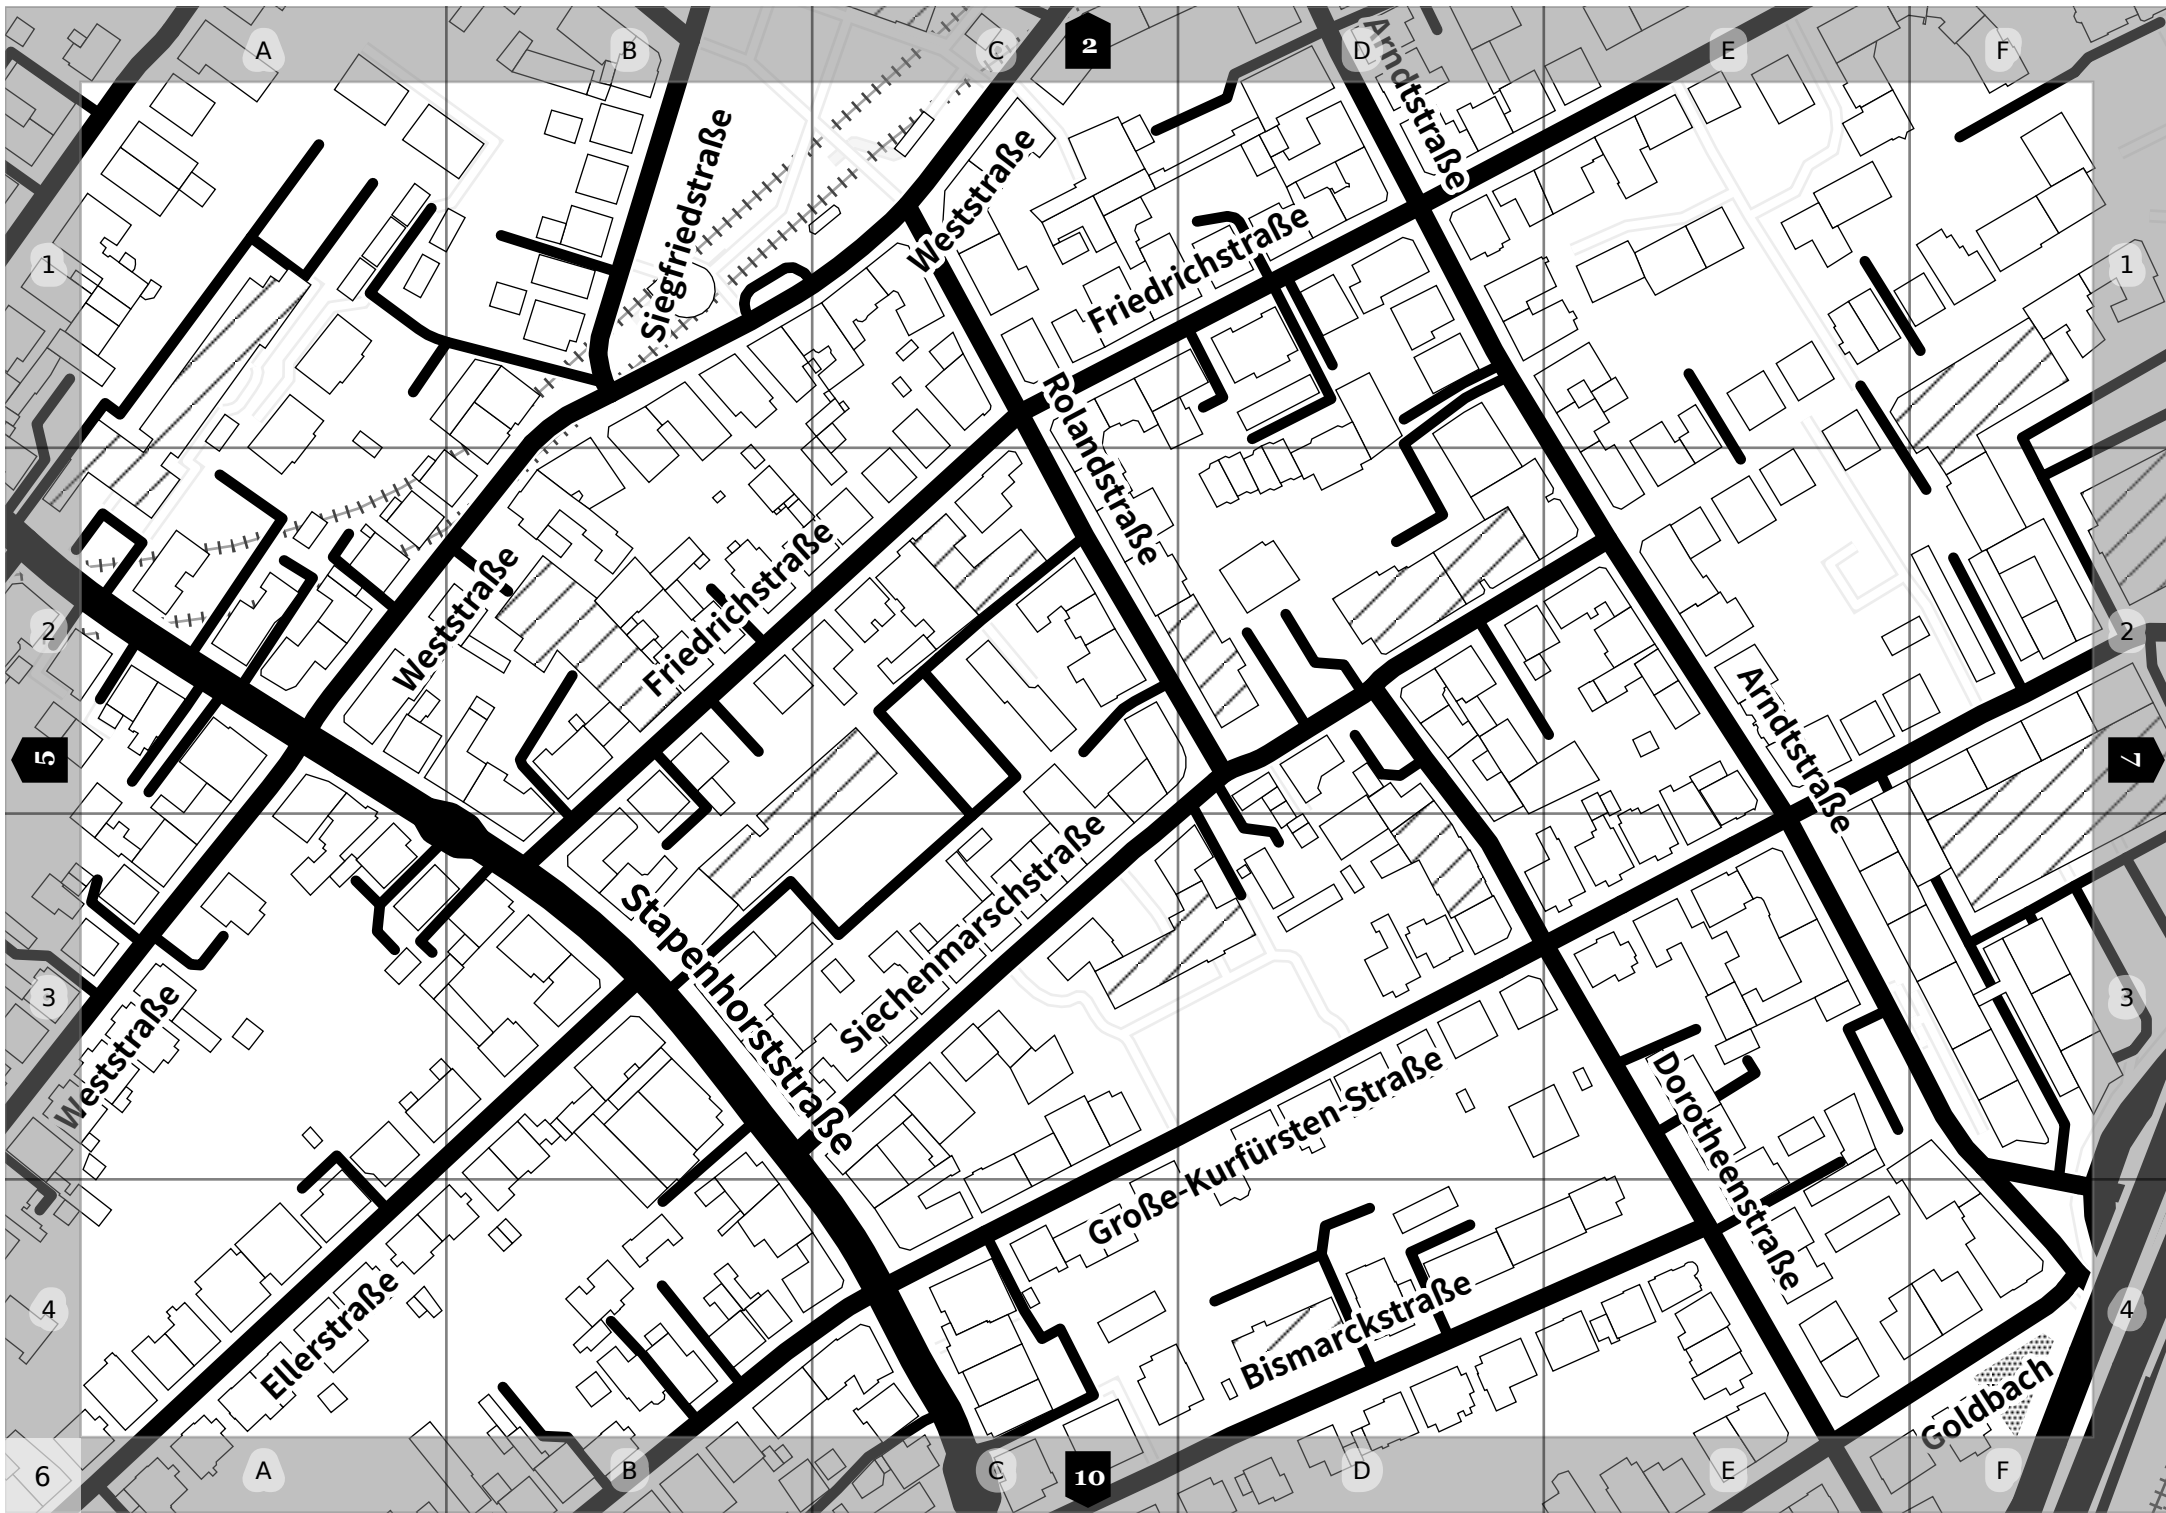 A
B
C
2
D
E
F
Arndtstraße
Siegfriedstraße
Weststraße
Friedrichstraße
1
1
Rolandstraße
Weststraße
Friedrichstraße
2
2
Arndtstraße
5
7
Stapenhorststraße
Siechenmarschstraße
3
3
Weststraße
Große-Kurfürsten-Straße
Dorotheenstraße
Ellerstraße
Bismarckstraße
4
4
Goldbach
6
A
B
C
10
D
E
F